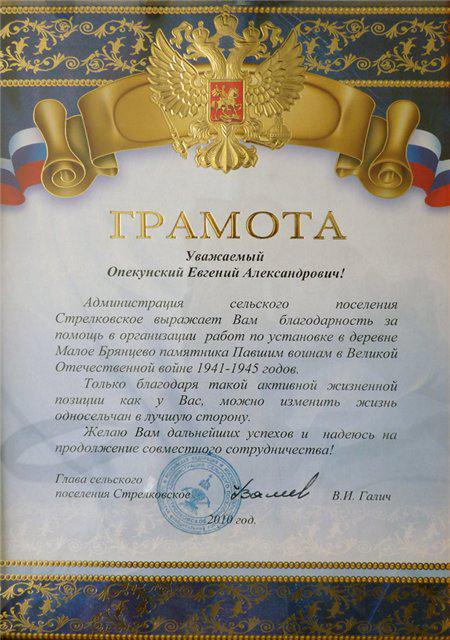 ГРАМОТА
Уважаемый
Опекунский Евгений Александрович!
Администрация сельского поселения
Стрелковское выражает Вам благодарность за
помощь в организации работ по установке в деревне
Малое Брянцево памятника Павшим воинам в Великой
Отечественной войне 1941-1945 годов.
Только благодаря такой активной жизненной
позиции как у Вас, можно изменить жизнь
односельчан в лучшую сторону.
Желаю Вам дальнейших успехов и надеюсь на
продолжение совместного сотрудничества!
Глава сельского
поселения Стрелковское
В.И. Галич
2010 год.